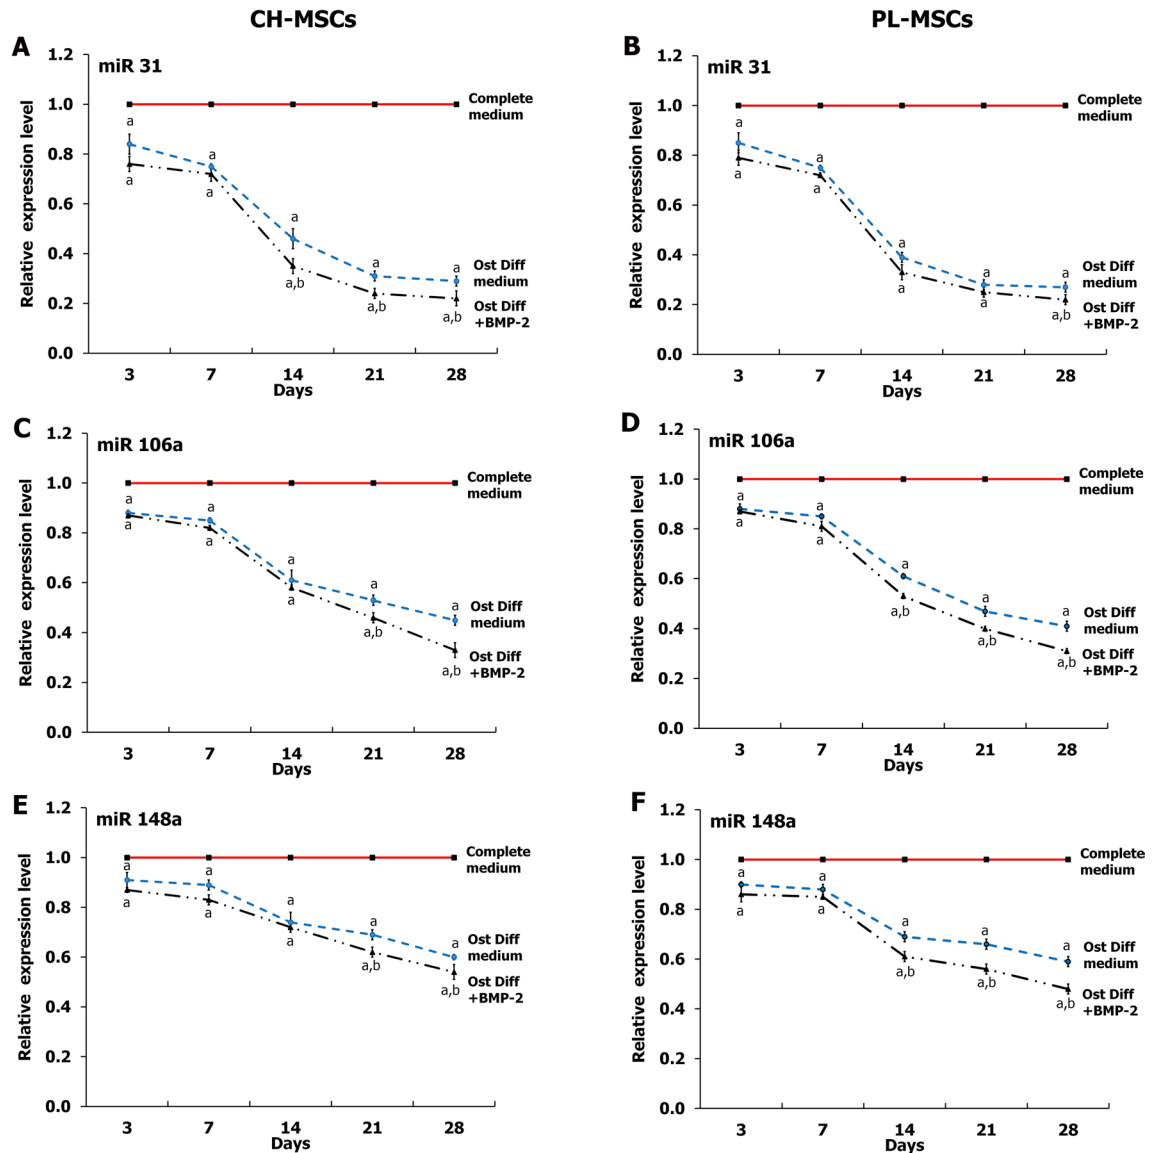 CH-MSCs
PL-MSCs
A
miR 31
Relative expression level
1.2
1.0
0.8
0.6
0.4
0.2
0.0
Complete
medium
a
a
a
a
a
a
a
a,b
a,b
a,b
Ost Diff
medium
Ost Diff
+BMP-2
3 7 14 21 28
Days
B
miR 31
Relative expression level
1.2
1.0
0.8
0.6
0.4
0.2
0.0
Complete
medium
a
a
a
a
a
a
a
a
a
a,b
Ost Diff
medium
Ost Diff
+BMP-2
3 7 14 21 28
Days
C
miR 106a
Relative expression level
1.2
1.0
0.8
0.6
0.4
0.2
0.0
Complete
medium
a
a
a
a
a
a
a
a
a,b
a,b
Ost Diff
medium
Ost Diff
+BMP-2
3 7 14 21 28
Days
D
miR 106a
Relative expression level
1.2
1.0
0.8
0.6
0.4
0.2
0.0
Complete
medium
a
a
a
a
a
a
a
a,b
a,b
a,b
Ost Diff
medium
Ost Diff
+BMP-2
3 7 14 21 28
Days
E
miR 148a
Relative expression level
1.2
1.0
0.8
0.6
0.4
0.2
0.0
Complete
medium
a
a
a
a
a
a
a
a
a,b
a,b
Ost Diff
medium
Ost Diff
+BMP-2
3 7 14 21 28
Days
F
miR 148a
Relative expression level
1.2
1.0
0.8
0.6
0.4
0.2
0.0
Complete
medium
a
a
a
a
a
a
a
a,b
a,b
a,b
Ost Diff
medium
Ost Diff
+BMP-2
3 7 14 21 28
Days